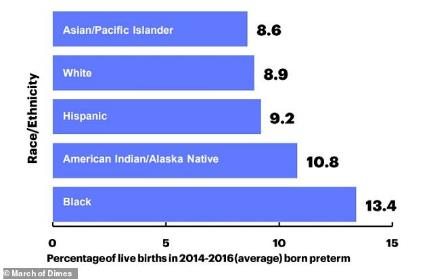 Race/Ethnicity
Asian/Pacific Islander 8.6
White 8.9
Hispanic 9.2
American Indian/Alaska Native 10.8
Black 13.4
0 5 10 15
Percentage of live births in 2014-2016 (average) born preterm
© March of Dimes